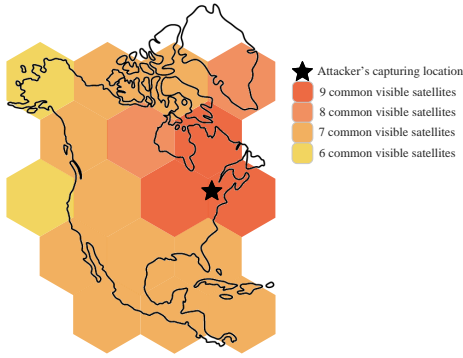 Attacker's capturing location
9 common visible satellites
8 common visible satellites
7 common visible satellites
6 common visible satellites